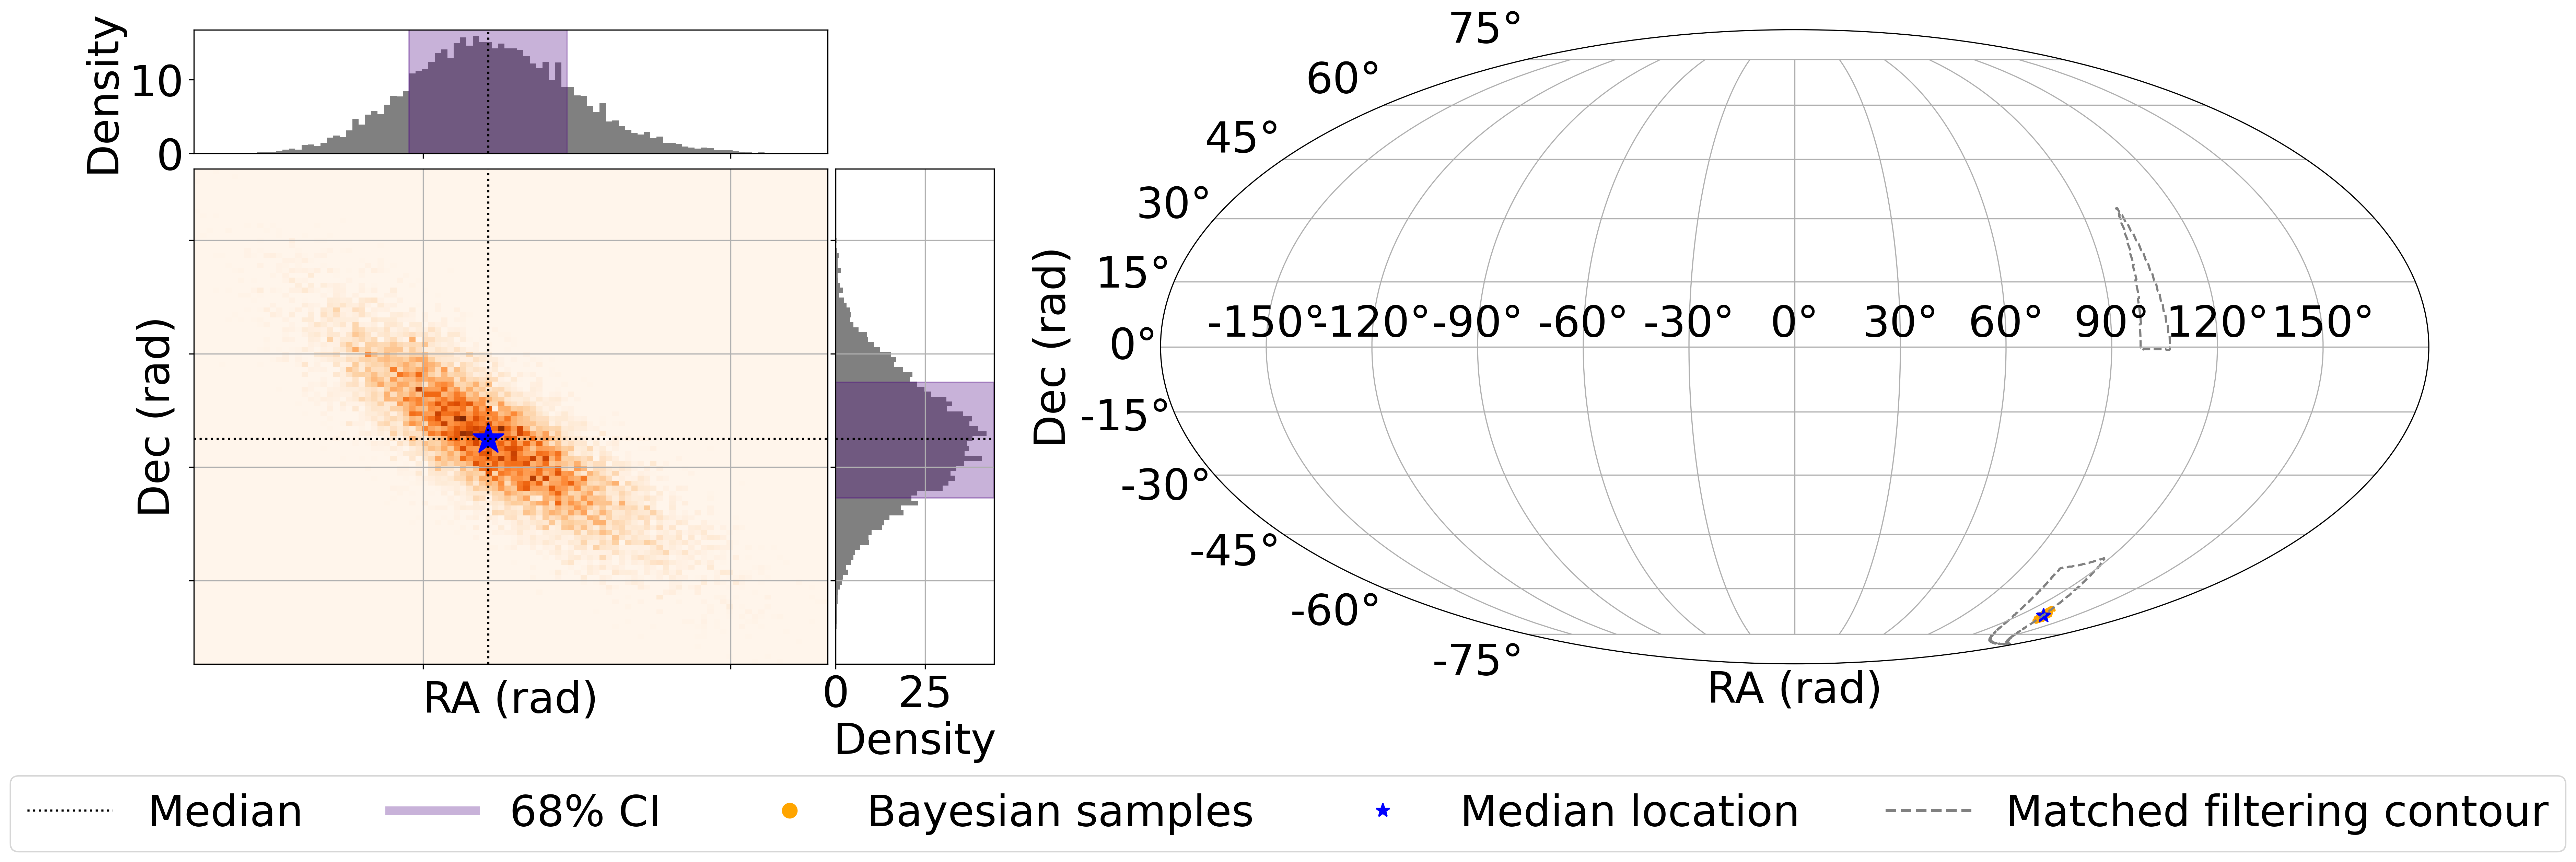 Density
10
0
Dec (rad)
RA (rad)
0 25
Density
75°
60°
45°
30°
15°
0°
-15°
-30°
-45°
-60°
-75°
-150° -120° -90° -60° -30° 0° 30° 60° 90° 120° 150°
Dec (rad)
RA (rad)
Median 68% CI Bayesian samples Median location Matched filtering contour